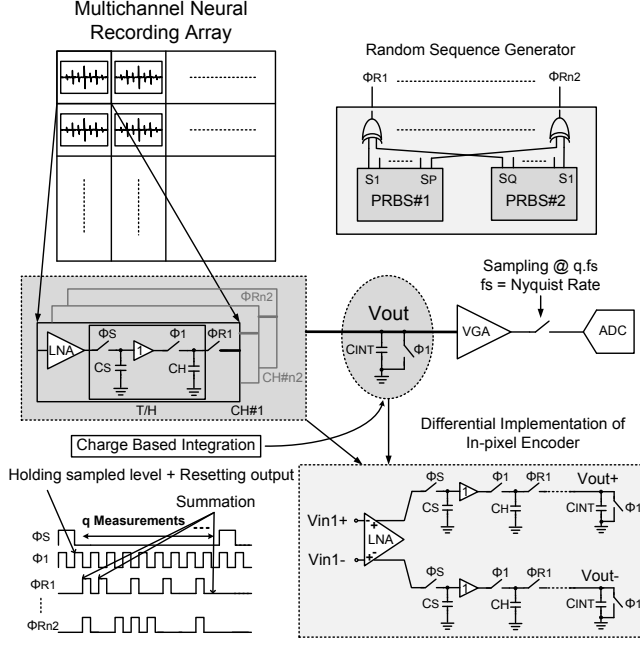 Multichannel Neural
Recording Array
Random Sequence Generator
ΦR1
ΦRn2
S1
SP
SQ
S1
PRBS#1
PRBS#2
Sampling @ q.fs
fs = Nyquist Rate
ΦRn2
Vout
LNA
ΦS
Φ1
ΦR1
1
CS
CH
CINT
Φ1
VGA
ADC
CH#n2
T/H
CH#1
Charge Based Integration
Differential Implementation of
In-pixel Encoder
Holding sampled level + Resetting output
Summation
q Measurements
ΦS
Φ1
ΦR1
ΦRn2
ΦS
Φ1
ΦR1
Vout+
1
CS
CH
CINT
Φ1
Vin1+
Vin1-
+
+
-
-
LNA
ΦS
Φ1
ΦR1
Vout-
1
CS
CH
CINT
Φ1